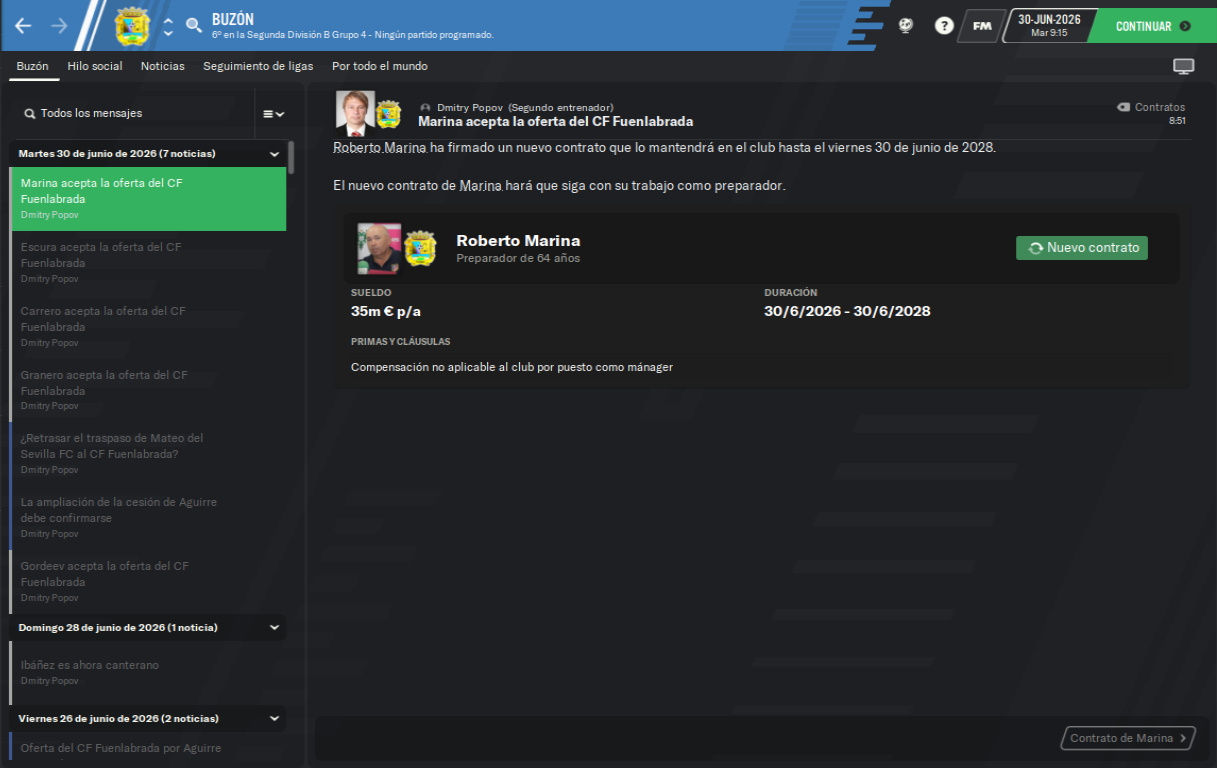 BUZÓN
6º en la Segunda División B Grupo 4 - Ningún partido programado.
?
FM
30-JUN-2026
Mar 9:15
CONTINUAR
Buzón
Hilo social
Noticias
Seguimiento de ligas
Por todo el mundo
Todos los mensajes
Martes 30 de junio de 2026 (7 noticias)
Marina acepta la oferta del CF
Fuenlabrada
Dmitry Popov
Escura acepta la oferta del CF
Fuenlabrada
Dmitry Popov
Carrero acepta la oferta del CF
Fuenlabrada
Dmitry Popov
Granero acepta la oferta del CF
Fuenlabrada
Dmitry Popov
¿Retrasar el traspaso de Mateo del
Sevilla FC al CF Fuenlabrada?
Dmitry Popov
La ampliación de la cesión de Aguirre
debe confirmarse
Dmitry Popov
Gordeev acepta la oferta del CF
Fuenlabrada
Dmitry Popov
Domingo 28 de junio de 2026 (1 noticia)
Ibáñez es ahora canterano
Dmitry Popov
Viernes 26 de junio de 2026 (2 noticias)
Oferta del CF Fuenlabrada por Aguirre
Dmitry Popov (Segundo entrenador)
Marina acepta la oferta del CF Fuenlabrada
Contratos
8:51
Roberto Marina ha firmado un nuevo contrato que lo mantendrá en el club hasta el viernes 30 de junio de 2028.
El nuevo contrato de Marina hará que siga con su trabajo como preparador.
Roberto Marina
Preparador de 64 años
Nuevo contrato
SUELDO
35m € p/a
DURACIÓN
30/6/2026 - 30/6/2028
PRIMAS Y CLÁUSULAS
Compensación no aplicable al club por puesto como mánager
Contrato de Marina